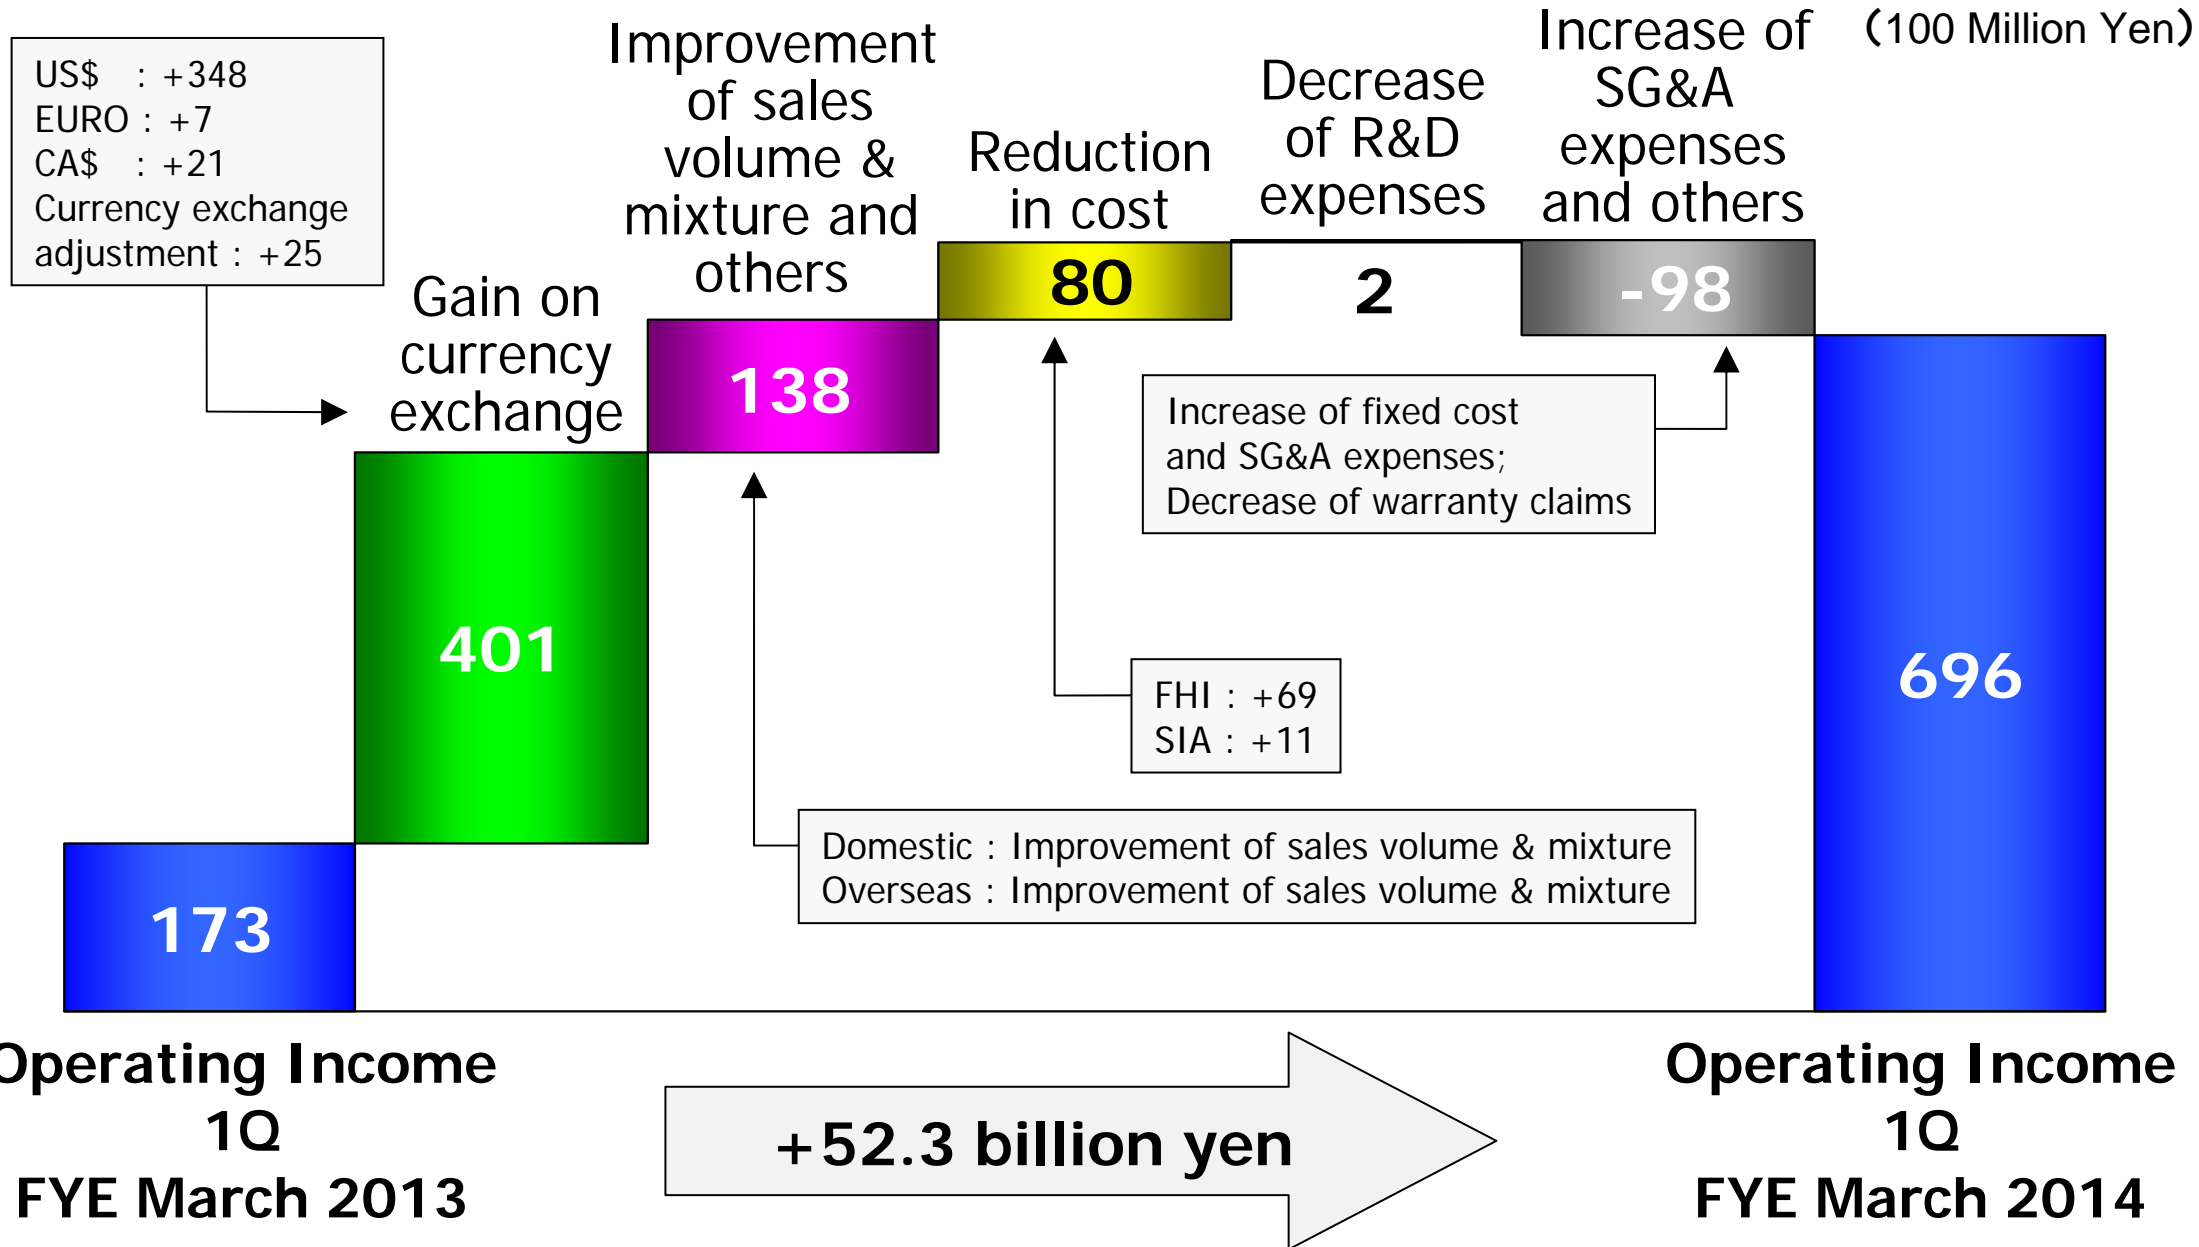 (100 Million Yen)
US$ : +348
EURO : +7
CA$ : +21
Currency exchange
adjustment : +25
Gain on
currency
exchange
Improvement
of sales
volume &
mixture and
others
Reduction
in cost
Decrease
of R&D
expenses
Increase of
SG&A
expenses
and others
173
401
138
80
2
-98
696
Increase of fixed cost
and SG&A expenses;
Decrease of warranty claims
FHI : +69
SIA : +11
Domestic : Improvement of sales volume & mixture
Overseas : Improvement of sales volume & mixture
Operating Income
1Q
FYE March 2013
+52.3 billion yen
Operating Income
1Q
FYE March 2014